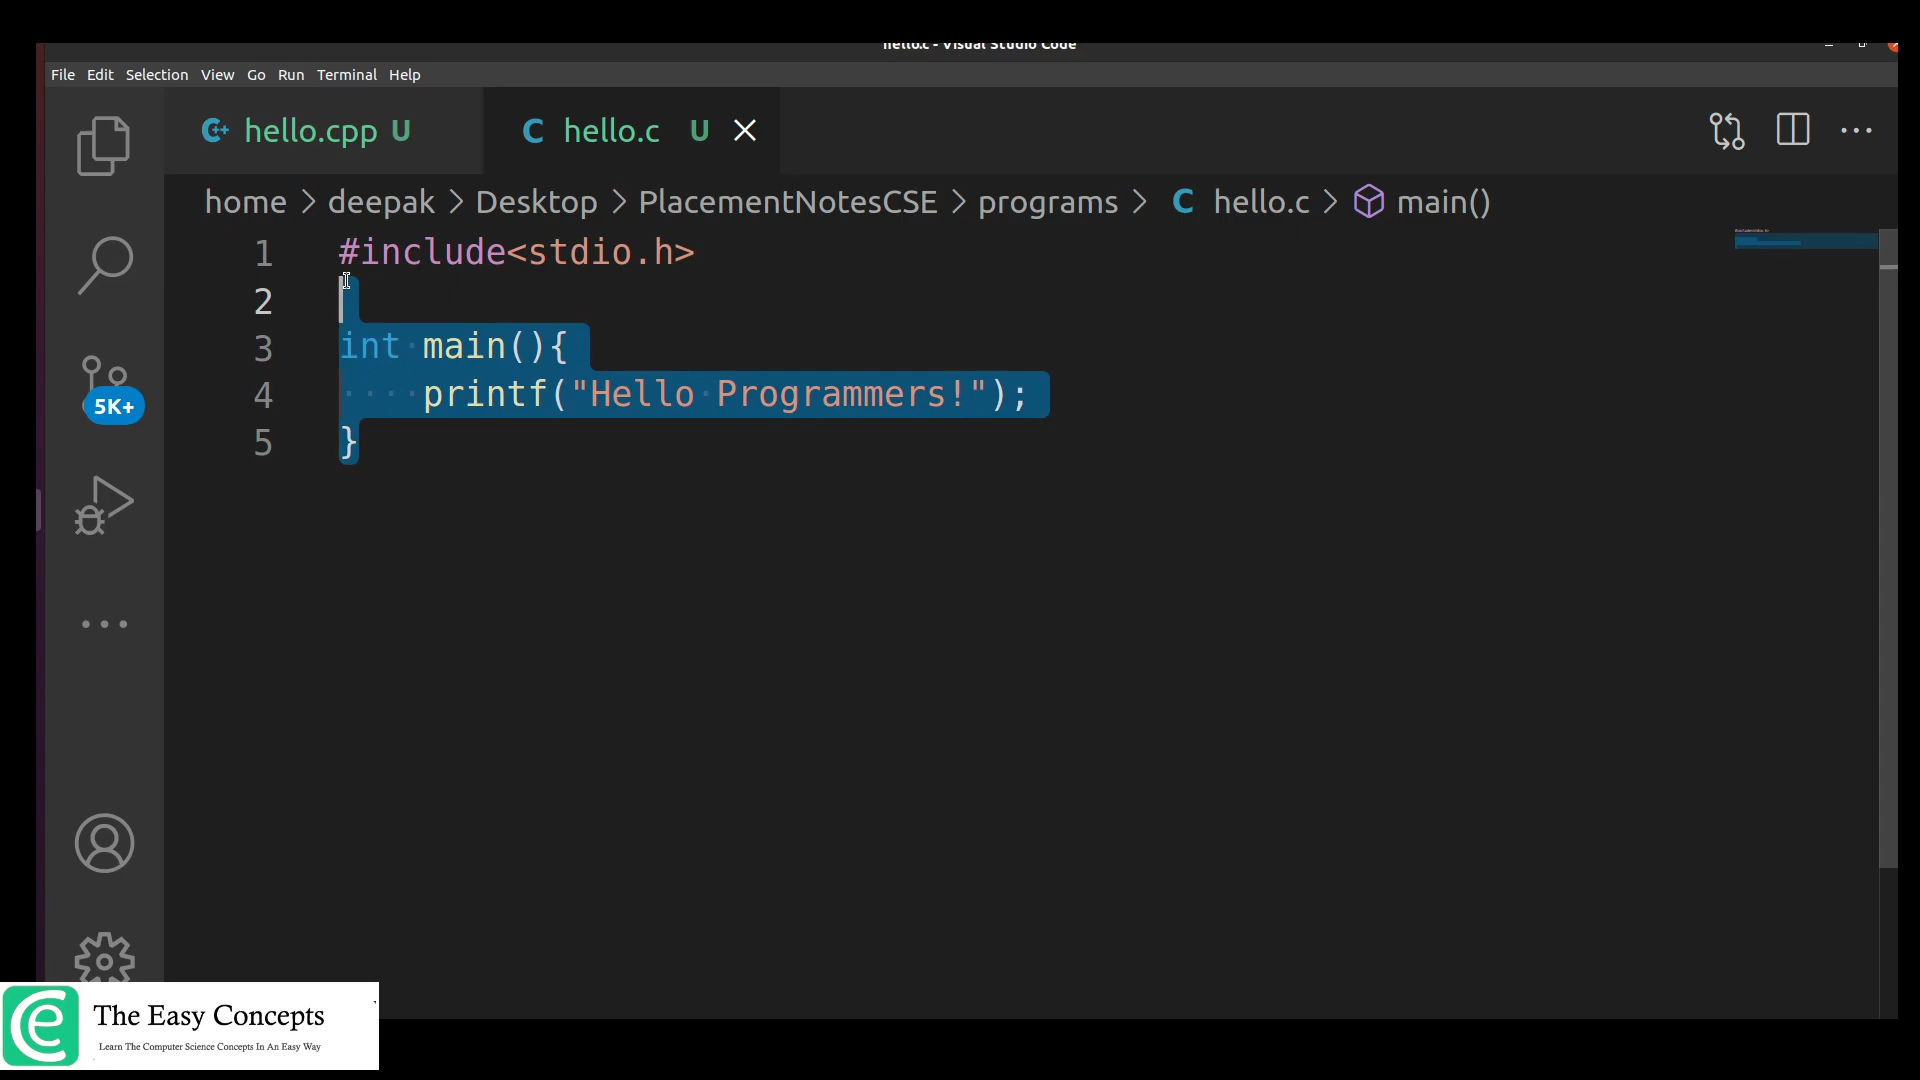 hello.c - Visual Studio Code
File Edit Selection View Go Run Terminal Help
hello.cpp U
C hello.c U
home > deepak > Desktop > PlacementNotesCSE > programs > C hello.c > main()
1 #include<stdio.h>
2
3 int main(){
4     printf("Hello Programmers!");
5 }
5K+
The Easy Concepts
Learn The Computer Science Concepts In An Easy Way